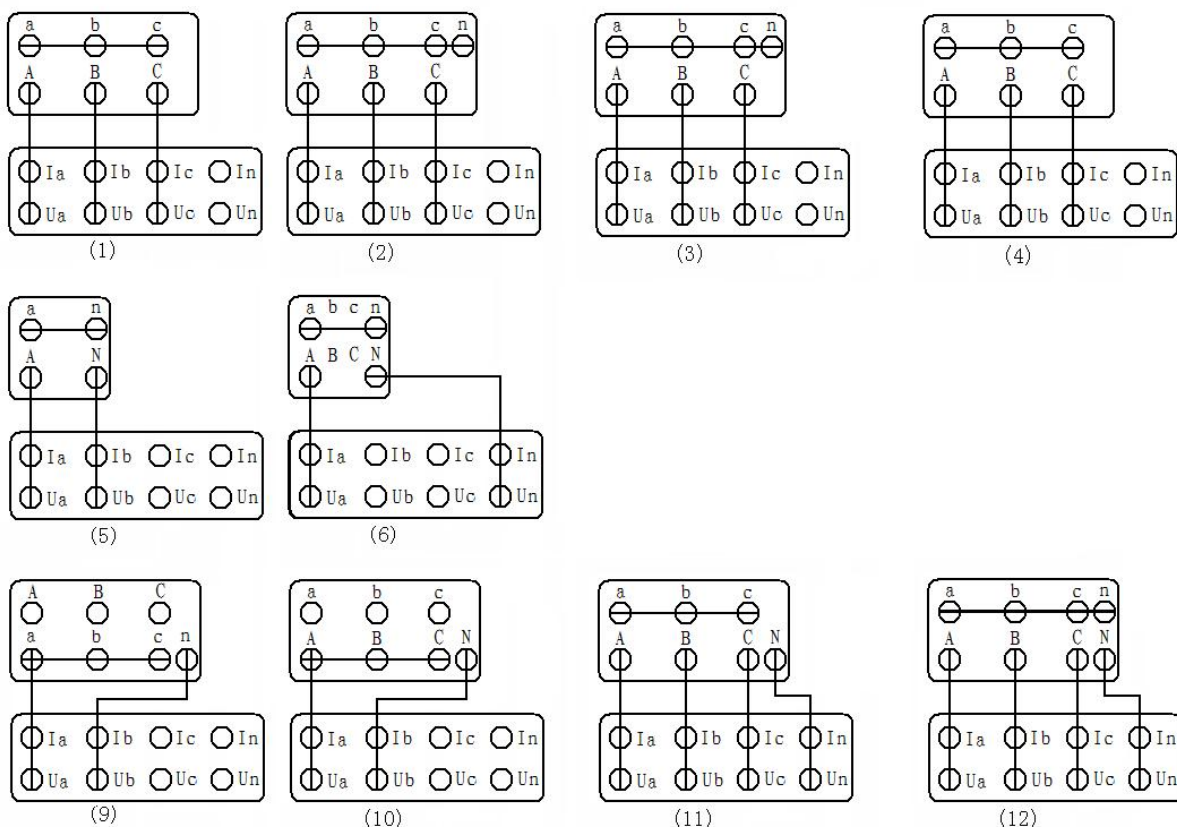 a b c a b c n a b c n a b c
A B C A B C A B C A B C
Ia Ib Ic In Ia Ib Ic In Ia Ib Ic In Ia Ib Ic In
Ua Ub Uc Un Ua Ub Uc Un Ua Ub Uc Un Ua Ub Uc Un
(1) (2) (3) (4)
a n a b c n
A N A B C N
Ia Ib Ic In Ia Ib Ic In
Ua Ub Uc Un Ua Ub Uc Un
(5) (6)
A B C a b c a b c a b c n
a b c n A B C N A B C N A B C N
Ia Ib Ic In Ia Ib Ic In Ia Ib Ic In Ia Ib Ic In
Ua Ub Uc Un Ua Ub Uc Un Ua Ub Uc Un Ua Ub Uc Un
(9) (10) (11) (12)